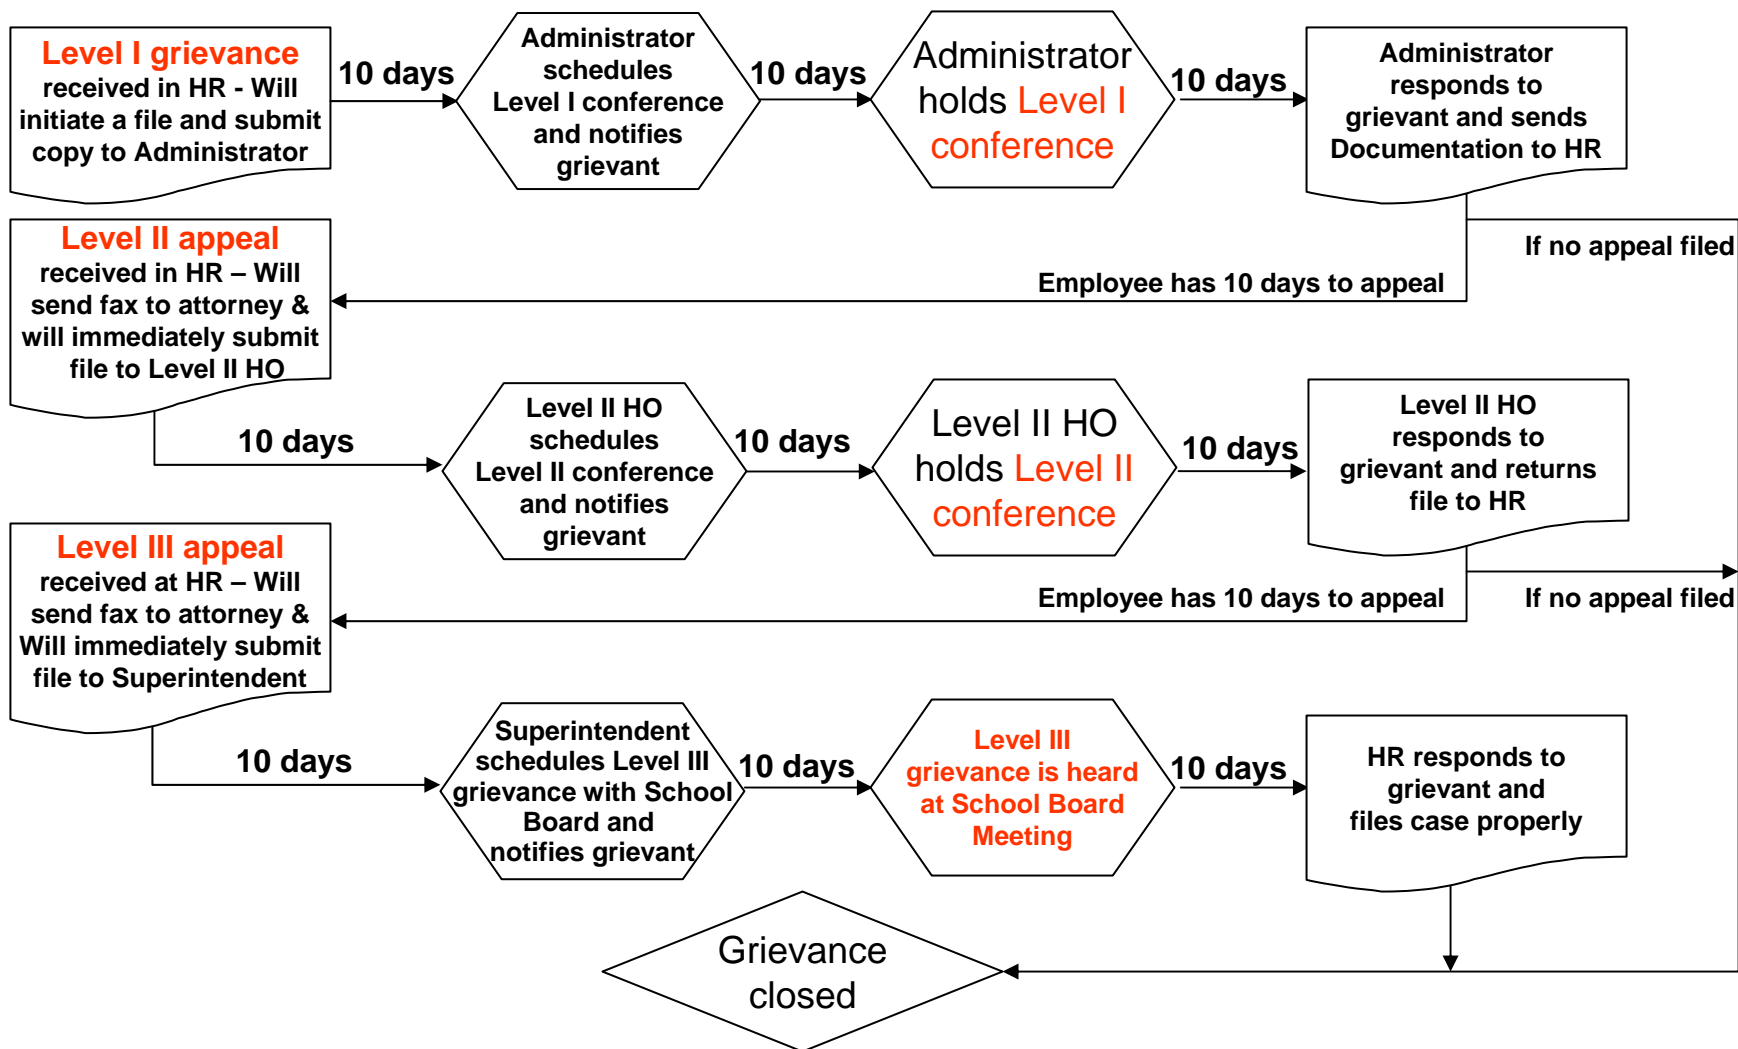 Level I grievance
received in HR - Will
initiate a file and submit
copy to Administrator
10 days
Administrator
schedules
Level I conference
and notifies
grievant
10 days
Administrator
holds Level I
conference
10 days
Administrator
responds to
grievant and sends
Documentation to HR
If no appeal filed
Employee has 10 days to appeal
Level II appeal
received in HR – Will
send fax to attorney &
will immediately submit
file to Level II HO
10 days
Level II HO
schedules
Level II conference
and notifies
grievant
10 days
Level II HO
holds Level II
conference
10 days
Level II HO
responds to
grievant and returns
file to HR
If no appeal filed
Employee has 10 days to appeal
Level III appeal
received at HR – Will
send fax to attorney &
Will immediately submit
file to Superintendent
10 days
Superintendent
schedules Level III
grievance with School
Board and
notifies grievant
10 days
Level III
grievance is heard
at School Board
Meeting
10 days
HR responds to
grievant and
files case properly
Grievance
closed